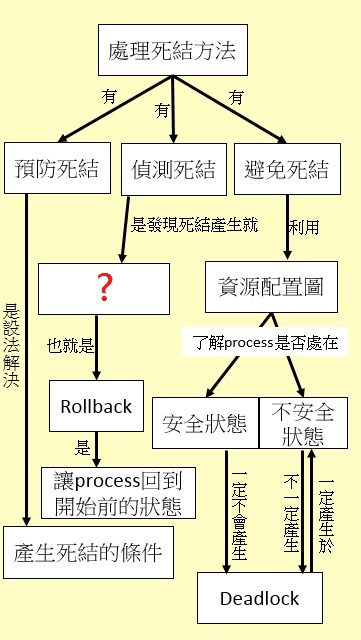 處理死結方法
有
有
有
預防死結
偵測死結
避免死結
是發現死結產生就
利用
?
資源配置圖
是設法解決
也就是
了解process是否處在
Rollback
安全狀態
不安全
狀態
是
讓process回到
開始前的狀態
一定不會產生
不一定產生
一定產生於
產生死結的條件
Deadlock